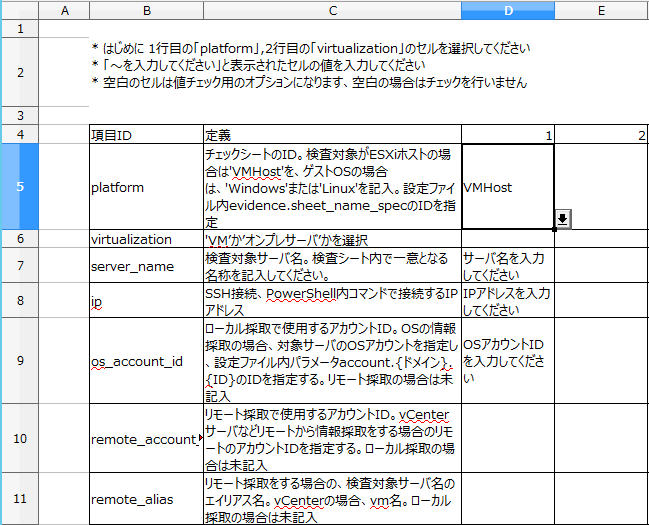 A B C D E
1
2
* はじめに 1行目の「platform」,2行目の「virtualization」のセルを選択してください
* 「～を入力してください」と表示されたセルの値を入力してください
* 空白のセルは値チェック用のオプションになります、空白の場合はチェックを行いません
3
4 項目ID 定義 1 2
5 platform
チェックシートのID。検査対象がESXiホストの場
合は'VMHost'を、ゲストOSの場合
は、'Windows'または'Linux'を記入。設定ファイ
ル内evidence.sheet_name_specのIDを指
定
VMHost
6 virtualization 'VM'か'オンプレサーバ'かを選択
7 server_name
検査対象サーバ名。検査シート内で一意となる
名称を記入してください。
サーバ名を入力
してください
8 ip
SSH接続、PowerShell内コマンドで接続するIP
アドレス
IPアドレスを入力
してください
9 os_account_id
ローカル採取で使用するアカウントID。OSの情報
採取の場合、対象サーバのOSアカウントを指定し
、設定ファイル内パラメータaccount.{ドメイン}.
{ID}のIDを指定する。リモート採取の場合は未
記入
OSアカウントID
を入力してくださ
い
10 remote_account_
リモート採取で使用するアカウントID。vCenter
サーバなどリモートから情報採取をする場合のリモ
ートのアカウントIDを指定する。ローカル採取の場
合は未記入
11 remote_alias
リモート採取をする場合の、検査対象サーバ名の
エイリアス名。vCenterの場合、vm名。ローカル
採取の場合は未記入